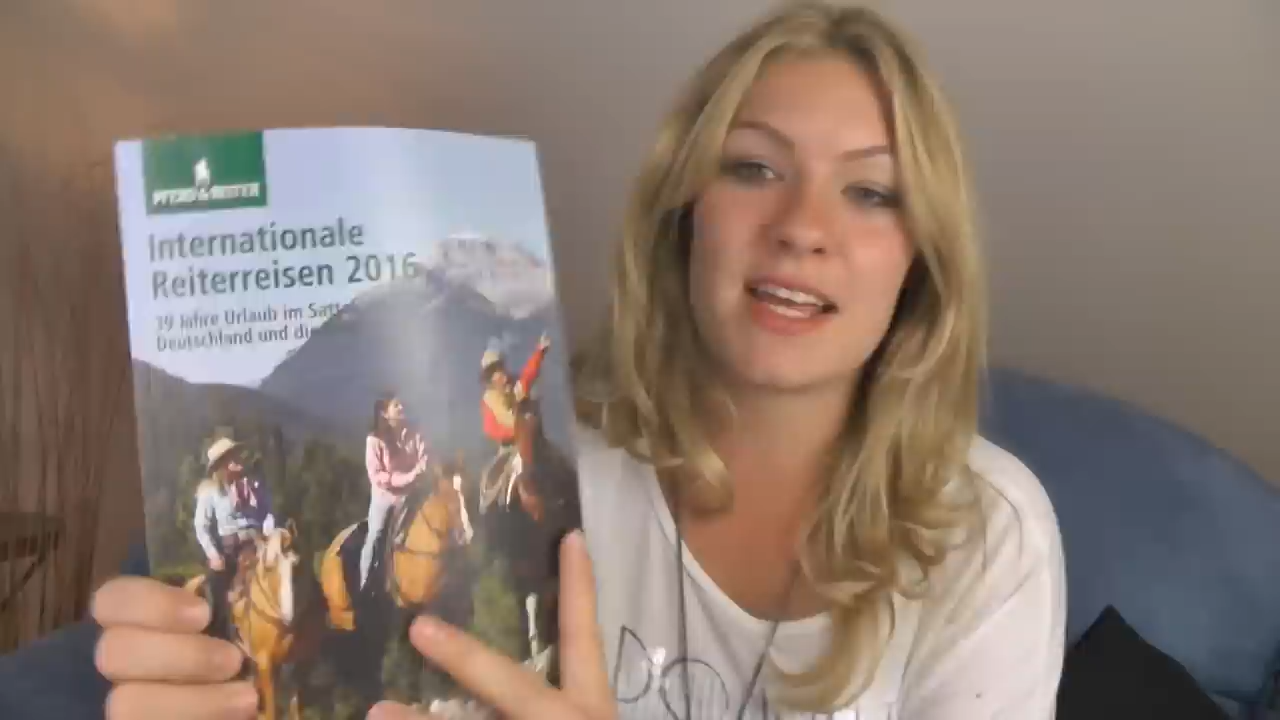 PFERD & REITER
Internationale
Reiterreisen 2016
39 Jahre Urlaub im
Deutschland und